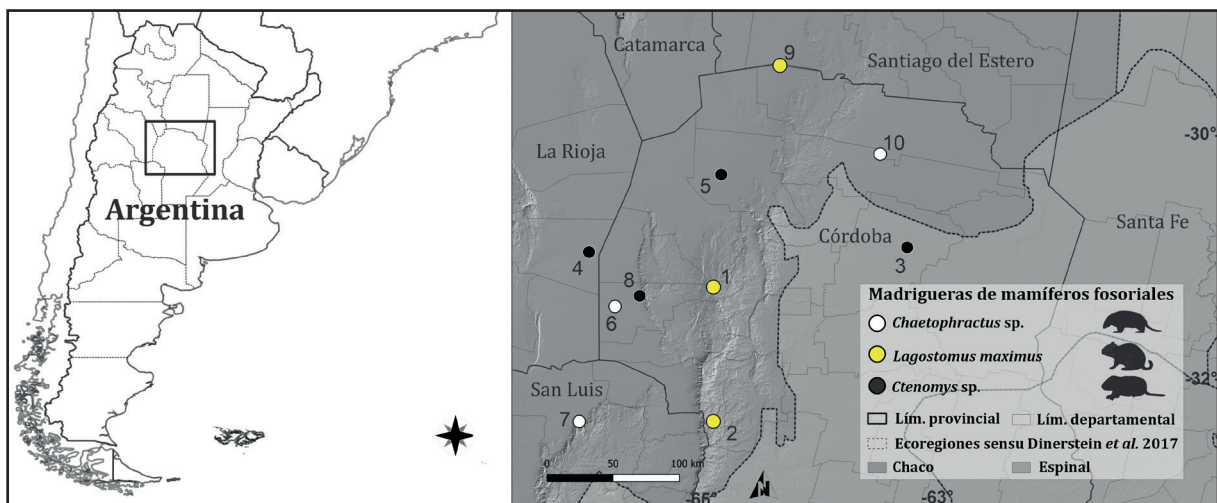 Argentina
Catamarca
9
Santiago del Estero
-30°
La Rioja
10
5
Santa Fe
Córdoba
4
3
8
1
6
Madrigueras de mamíferos fosoriales
Chaetophractus sp.
Lagostomus maximus
Ctenomys sp.
-32°
San Luis
7
2
Lím. provincial
Lím. departamental
Ecoregiones sensu Dinerstein et al. 2017
Chaco
Espinal
0
50
100 km
N
-65°
-63°